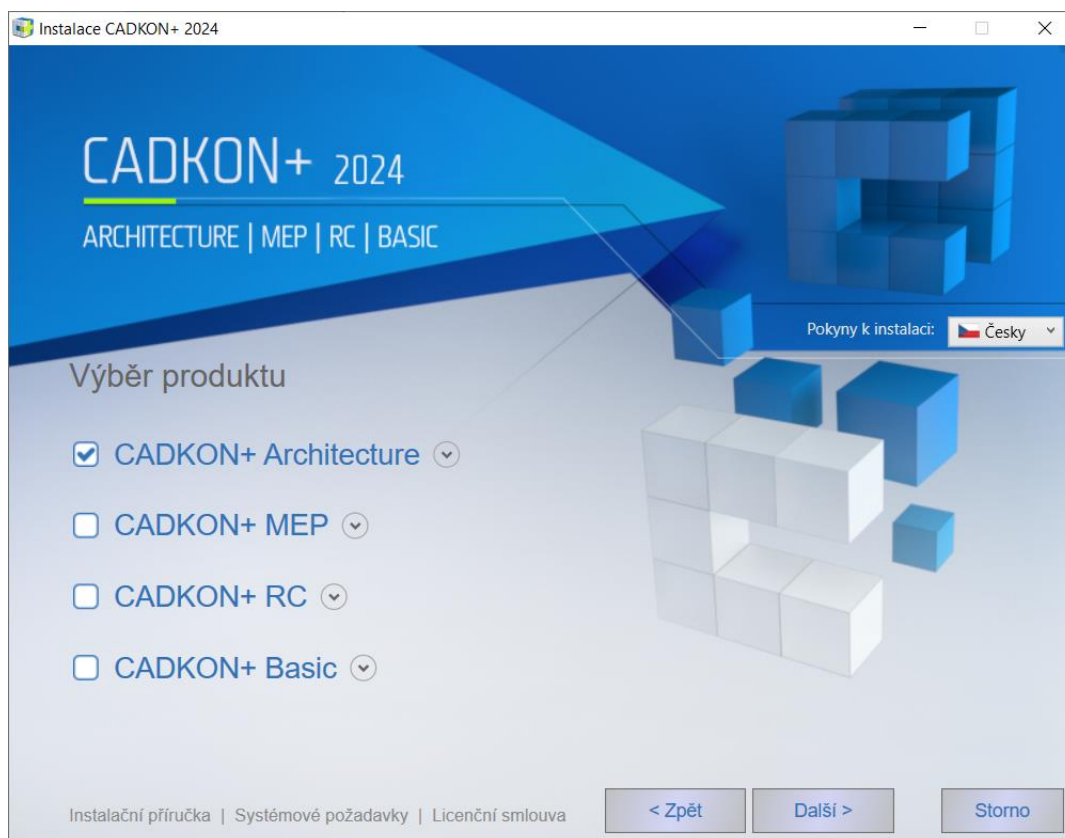 Instalace CADKON+ 2024
CADKON+ 2024
ARCHITECTURE | MEP | RC | BASIC
Pokyny k instalaci: Česky
Výběr produktu
CADKON+ Architecture
CADKON+ MEP
CADKON+ RC
CADKON+ Basic
Instalační příručka | Systémové požadavky | Licenční smlouva
< Zpět Další > Storno